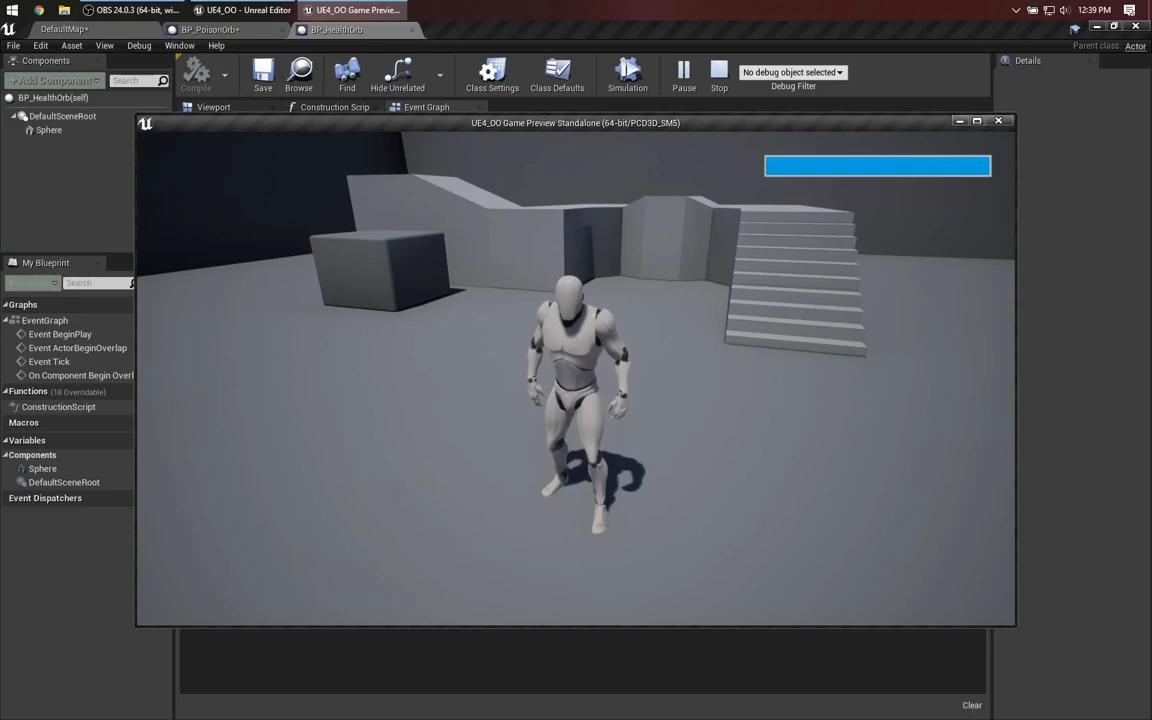 OBS 24.0.3 (64-bit, wi...
UE4_OO - Unreal Editor
UE4_OO Game Previe...
12:39 PM
DefaultMap*
BP_PoisonOrb*
BP_HealthOrb
File
Edit
Asset
View
Debug
Window
Help
Parent class: Actor
Components
+Add Component
Search
BP_HealthOrb(self)
DefaultSceneRoot
Sphere
Compile
Save
Browse
Find
Hide Unrelated
Class Settings
Class Defaults
Simulation
Pause
Stop
No debug object selected
Debug Filter
Details
Viewport
Construction Scrip
Event Graph
UE4_OO Game Preview Standalone (64-bit/PCD3D_SM5)
My Blueprint
Search
Graphs
EventGraph
Event BeginPlay
Event ActorBeginOverlap
Event Tick
On Component Begin Overl
Functions (18 Overridable)
ConstructionScript
Macros
Variables
Components
Sphere
DefaultSceneRoot
Event Dispatchers
Clear